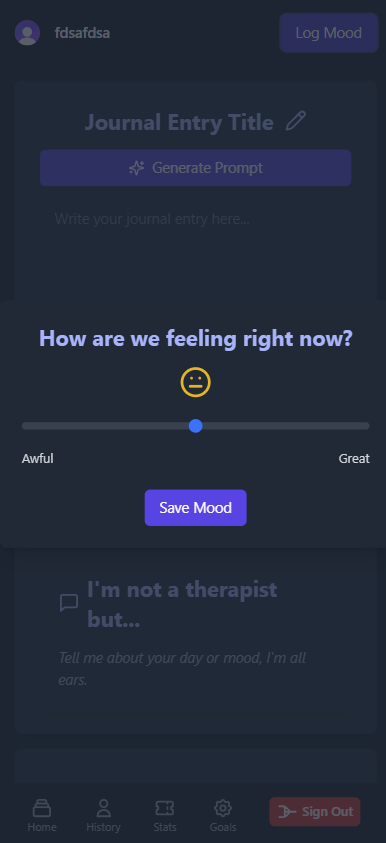 fdsafdsa
Log Mood
Journal Entry Title
Generate Prompt
Write your journal entry here...
How are we feeling right now?
Awful
Great
Save Mood
I'm not a therapist
but...
Tell me about your day or mood, I'm all
ears.
Home
History
Stats
Goals
Sign Out